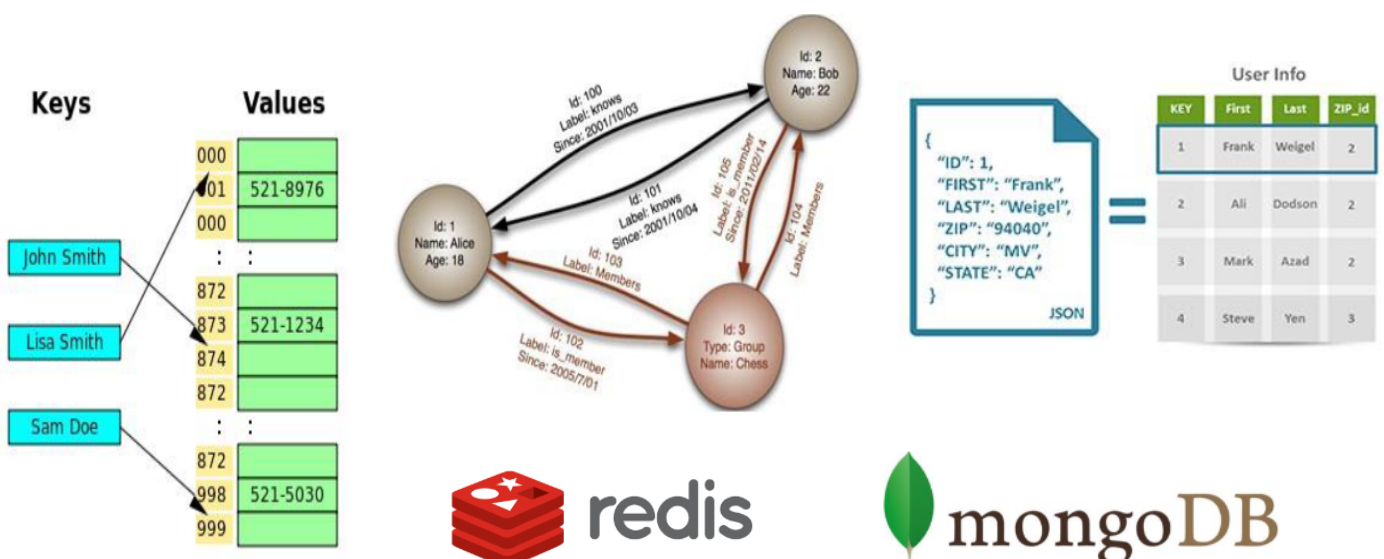 Keys
Values
000
001 521-8976
000
: :
872
873 521-1234
874
872
: :
872
998 521-5030
999
John Smith
Lisa Smith
Sam Doe
Id: 1
Name: Alice
Age: 18
Id: 100
Label: knows
Since: 2001/10/03
Id: 2
Name: Bob
Age: 22
Id: 101
Label: knows
Since: 2001/10/04
Id: 105
Label: is_member
Since: 2011/02/14
Id: 104
Label: Members
Id: 103
Label: Members
Id: 102
Label: is_member
Since: 2005/7/01
Id: 3
Type: Group
Name: Chess
{
“ID”: 1,
“FIRST”: “Frank”,
“LAST”: “Weigel”,
“ZIP”: “94040”,
“CITY”: “MV”,
“STATE”: “CA”
}
JSON
=
User Info
KEY First Last ZIP_id
1 Frank Weigel 2
2 Ali Dodson 2
3 Mark Azad 2
4 Steve Yen 3
redis
mongoDB